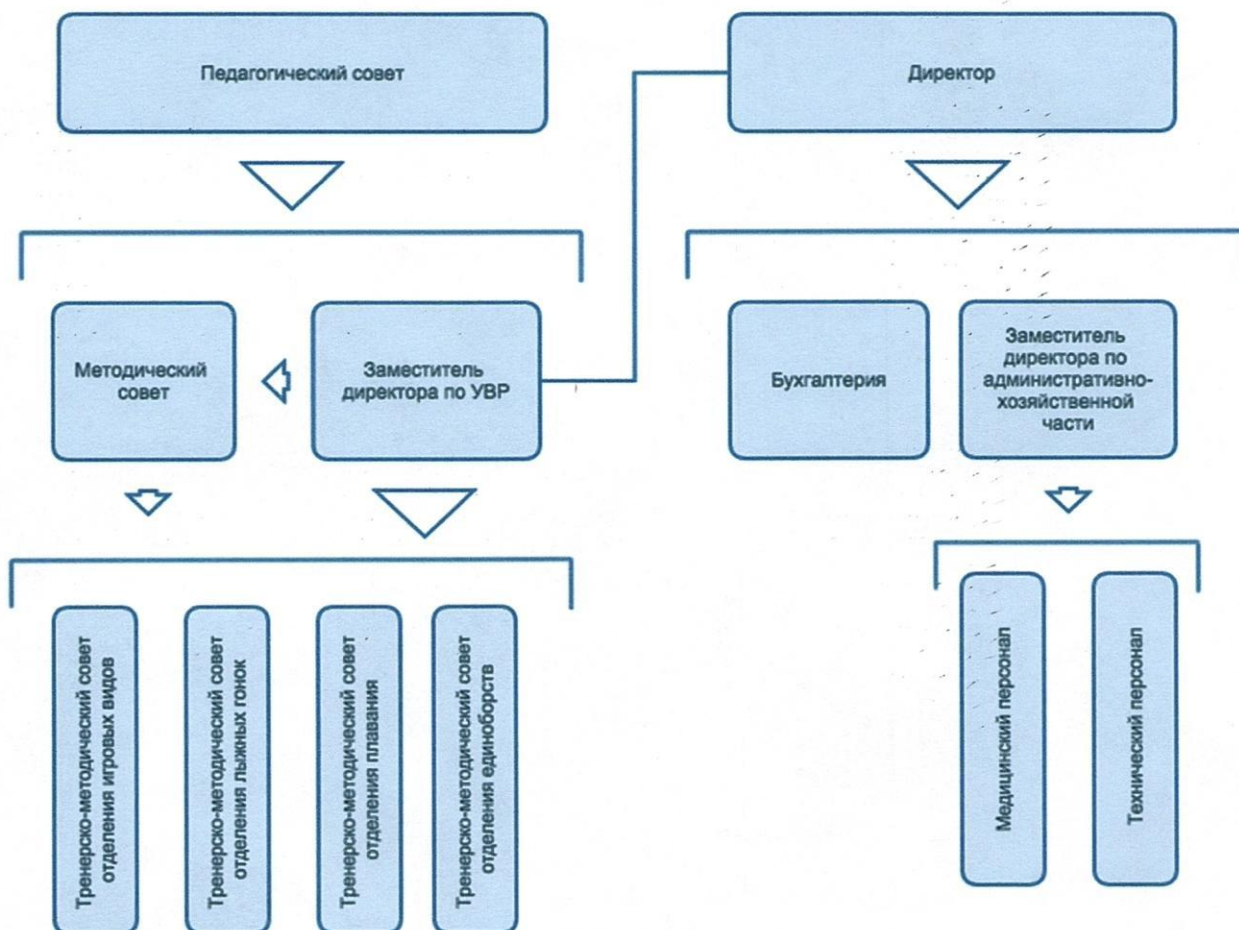 Педагогический совет
Директор
Методический
совет
Заместитель
директора по УВР
Бухгалтерия
Заместитель
директора по
административно-
хозяйственной
части
Тренерско-методический совет
отделения игровых видов
Тренерско-методический совет
отделения лыжных гонок
Тренерско-методический совет
отделения плавания
Тренерско-методический совет
отделения единоборств
Медицинский персонал
Технический персонал